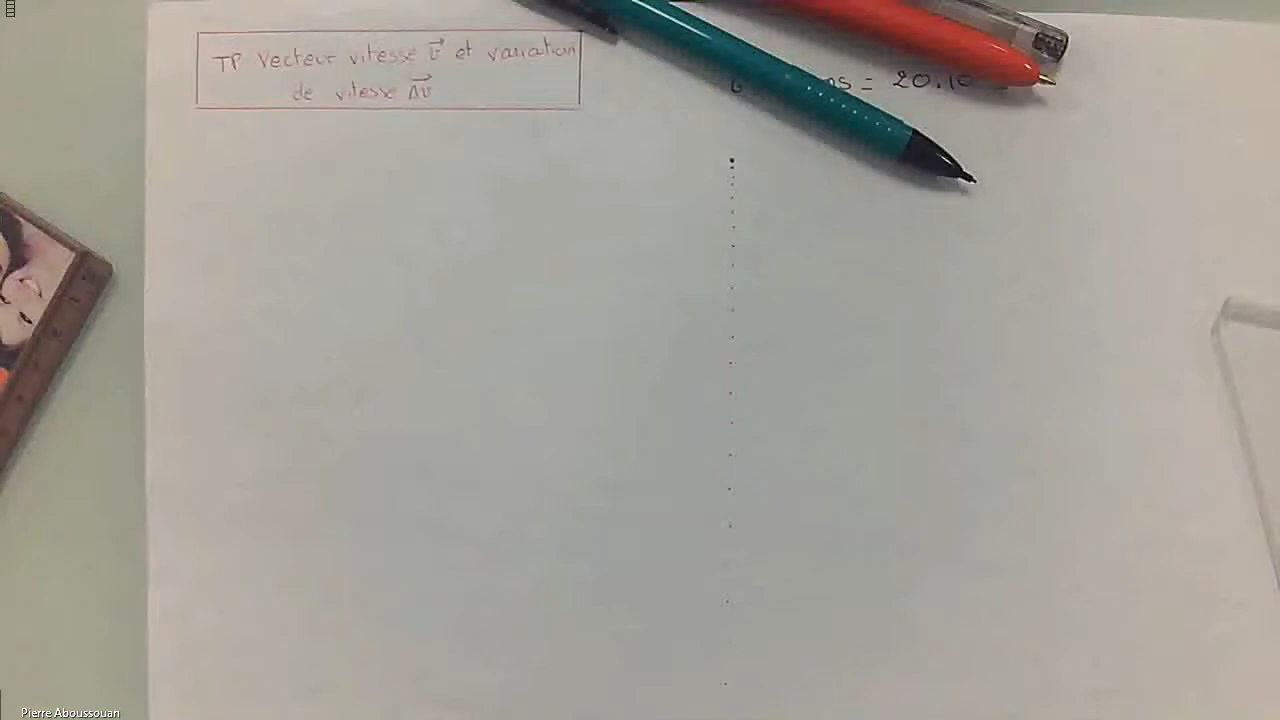 TP Vecteur vitesse v⃗ et variation
de vitesse Δv⃗
= 20.10
Pierre Aboussouan